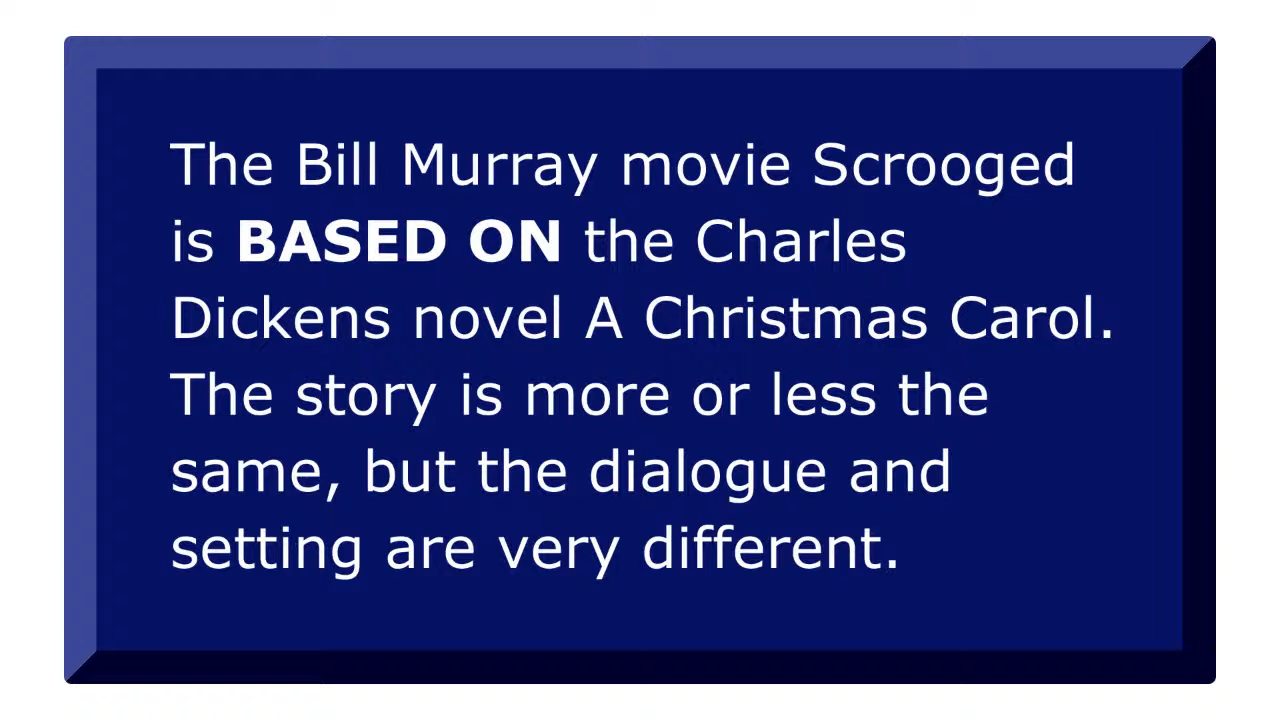 The Bill Murray movie Scrooged
is BASED ON the Charles
Dickens novel A Christmas Carol.
The story is more or less the
same, but the dialogue and
setting are very different.